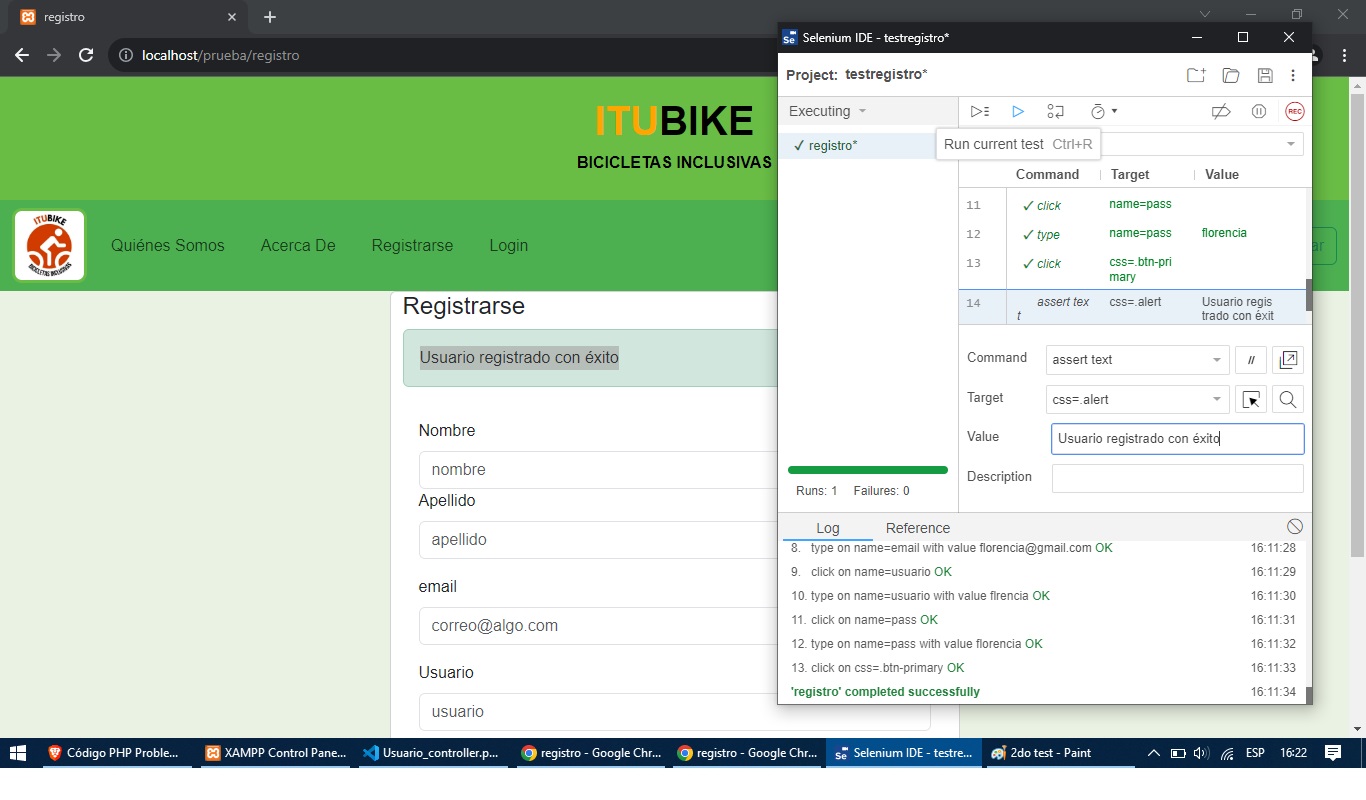 registro
localhost/prueba/registro
ITUBIKE
BICICLETAS INCLUSIVAS
ITUBIKE
BICICLETAS INCLUSIVAS
Quiénes Somos
Acerca De
Registrarse
Login
ar
Registrarse
Usuario registrado con éxito
Nombre
nombre
Apellido
apellido
email
correo@algo.com
Usuario
usuario
Se Selenium IDE - testregistro*
Project: testregistro*
Executing
REC
✓ registro*
Run current test Ctrl+R
Command Target Value
11 ✓ click name=pass
12 ✓ type name=pass florencia
13 ✓ click css=.btn-pri
mary
14 assert tex css=.alert Usuario regis
t trado con éxit
Command assert text //
Target css=.alert
Value Usuario registrado con éxito
Description
Runs: 1 Failures: 0
Log Reference
8. type on name=email with value florencia@gmail.com OK 16:11:28
9. click on name=usuario OK 16:11:29
10. type on name=usuario with value flrencia OK 16:11:30
11. click on name=pass OK 16:11:31
12. type on name=pass with value florencia OK 16:11:32
13. click on css=.btn-primary OK 16:11:33
'registro' completed successfully 16:11:34
Código PHP Proble...
XAMPP Control Pane...
Usuario_controller.p...
registro - Google Chr...
registro - Google Chr...
Se Selenium IDE - testre...
2do test - Paint
ESP
16:22